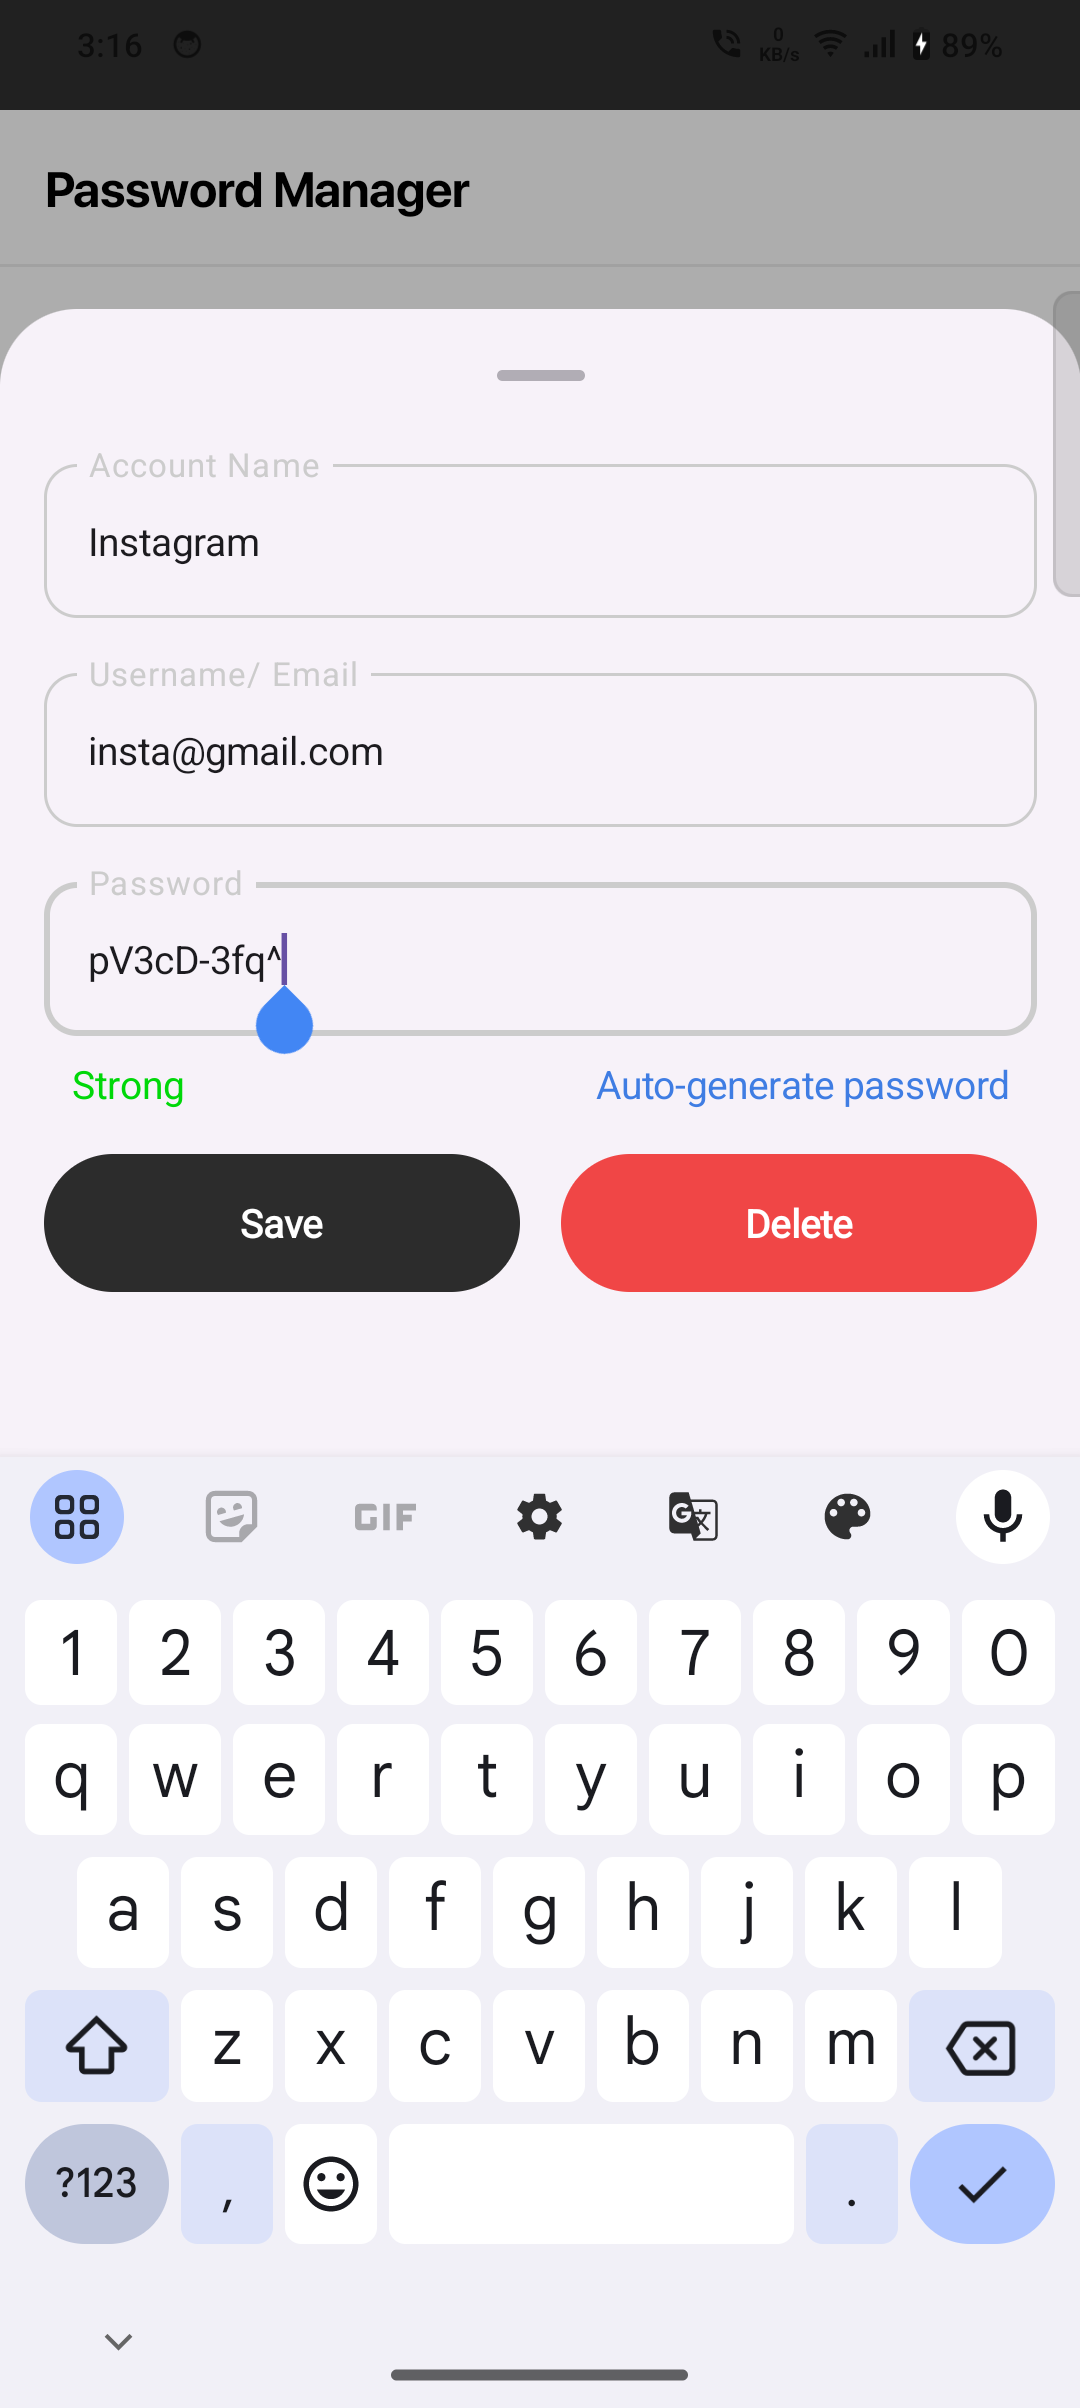 3:16 0 KB/s 89%
Password Manager
Account Name
Instagram
Username/ Email
insta@gmail.com
Password
pV3cD-3fq^
Strong Auto-generate password
Save Delete
GIF G 文
1 2 3 4 5 6 7 8 9 0
q w e r t y u i o p
a s d f g h j k l
z x c v b n m
?123 , .